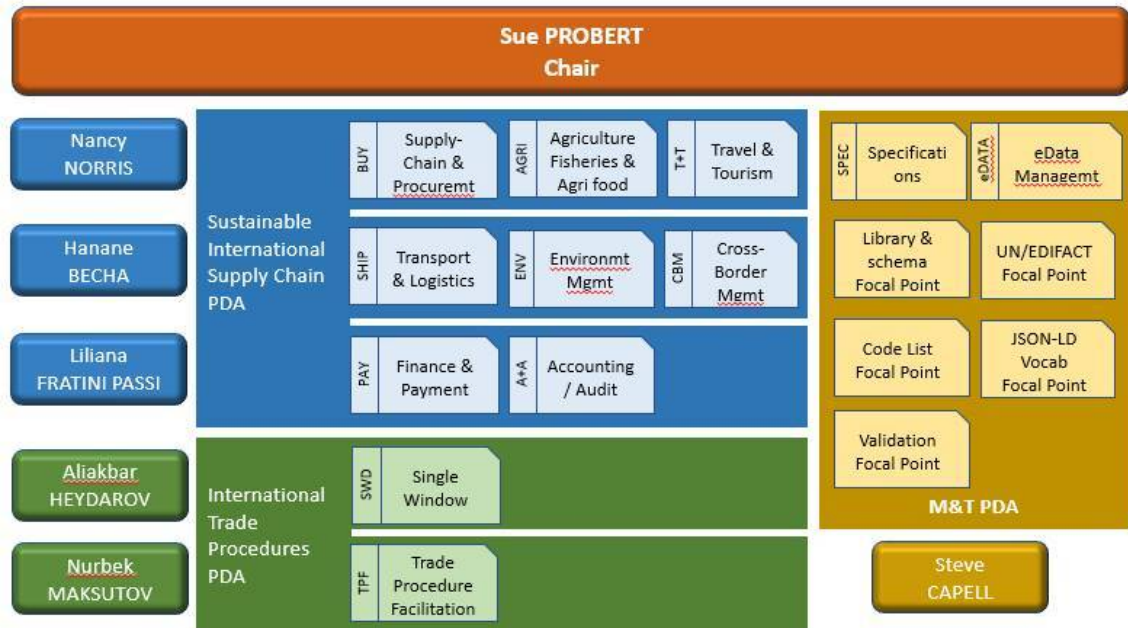 Sue PROBERT
Chair
Nancy
NORRIS
Hanane
BECHA
Liliana
FRATINI PASSI
Aliakbar
HEYDAROV
Nurbek
MAKSUTOV
Sustainable
International
Supply Chain
PDA
BUY
Supply-
Chain &
Procuremt
AGRI
Agriculture
Fisheries &
Agri food
T+T
Travel &
Tourism
SHIP
Transport
& Logistics
ENV
Environmt
Mgmt
CBM
Cross-
Border
Mgmt
PAY
Finance &
Payment
A+A
Accounting
/ Audit
International
Trade
Procedures
PDA
SWD
Single
Window
TPF
Trade
Procedure
Facilitation
SPEC
Specificati
ons
eDATA
eData
Managemt
Library &
schema
Focal Point
UN/EDIFACT
Focal Point
Code List
Focal Point
JSON-LD
Vocab
Focal Point
Validation
Focal Point
M&T PDA
Steve
CAPELL